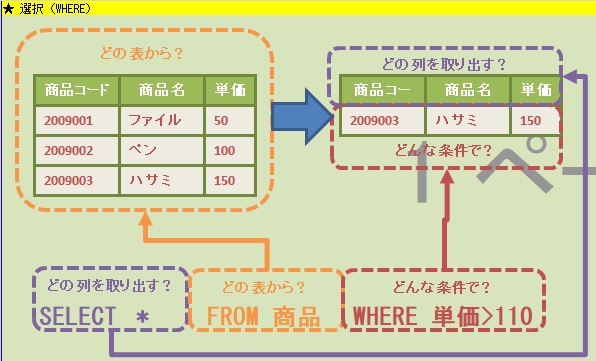 ★ 選択（WHERE）
どの表から？
商品コード 商品名 単価
2009001 ファイル 50
2009002 ペン 100
2009003 ハサミ 150
どの列を取り出す？
商品コー 商品名 単価
2009003 ハサミ 150
どんな条件で？
1 ペー
どの列を取り出す？
SELECT *
どの表から？
FROM 商品
どんな条件で？
WHERE 単価>110